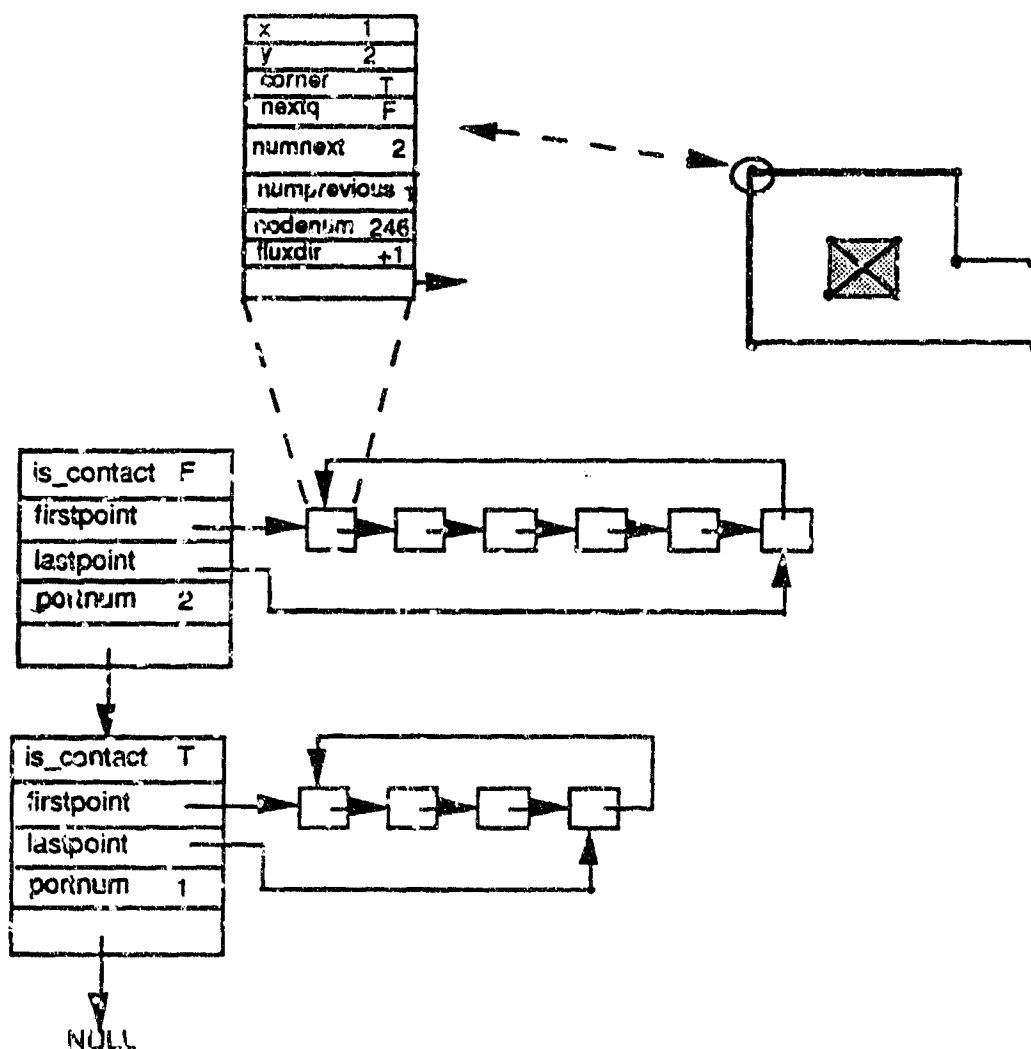 x 1
y 2
corner T
nextq F
numnext 2
numprevious
nodenum 246
fluxdir +1
is_contact F
firstpoint
lastpoint
portnum 2
is_contact T
firstpoint
lastpoint
portnum 1
NULL